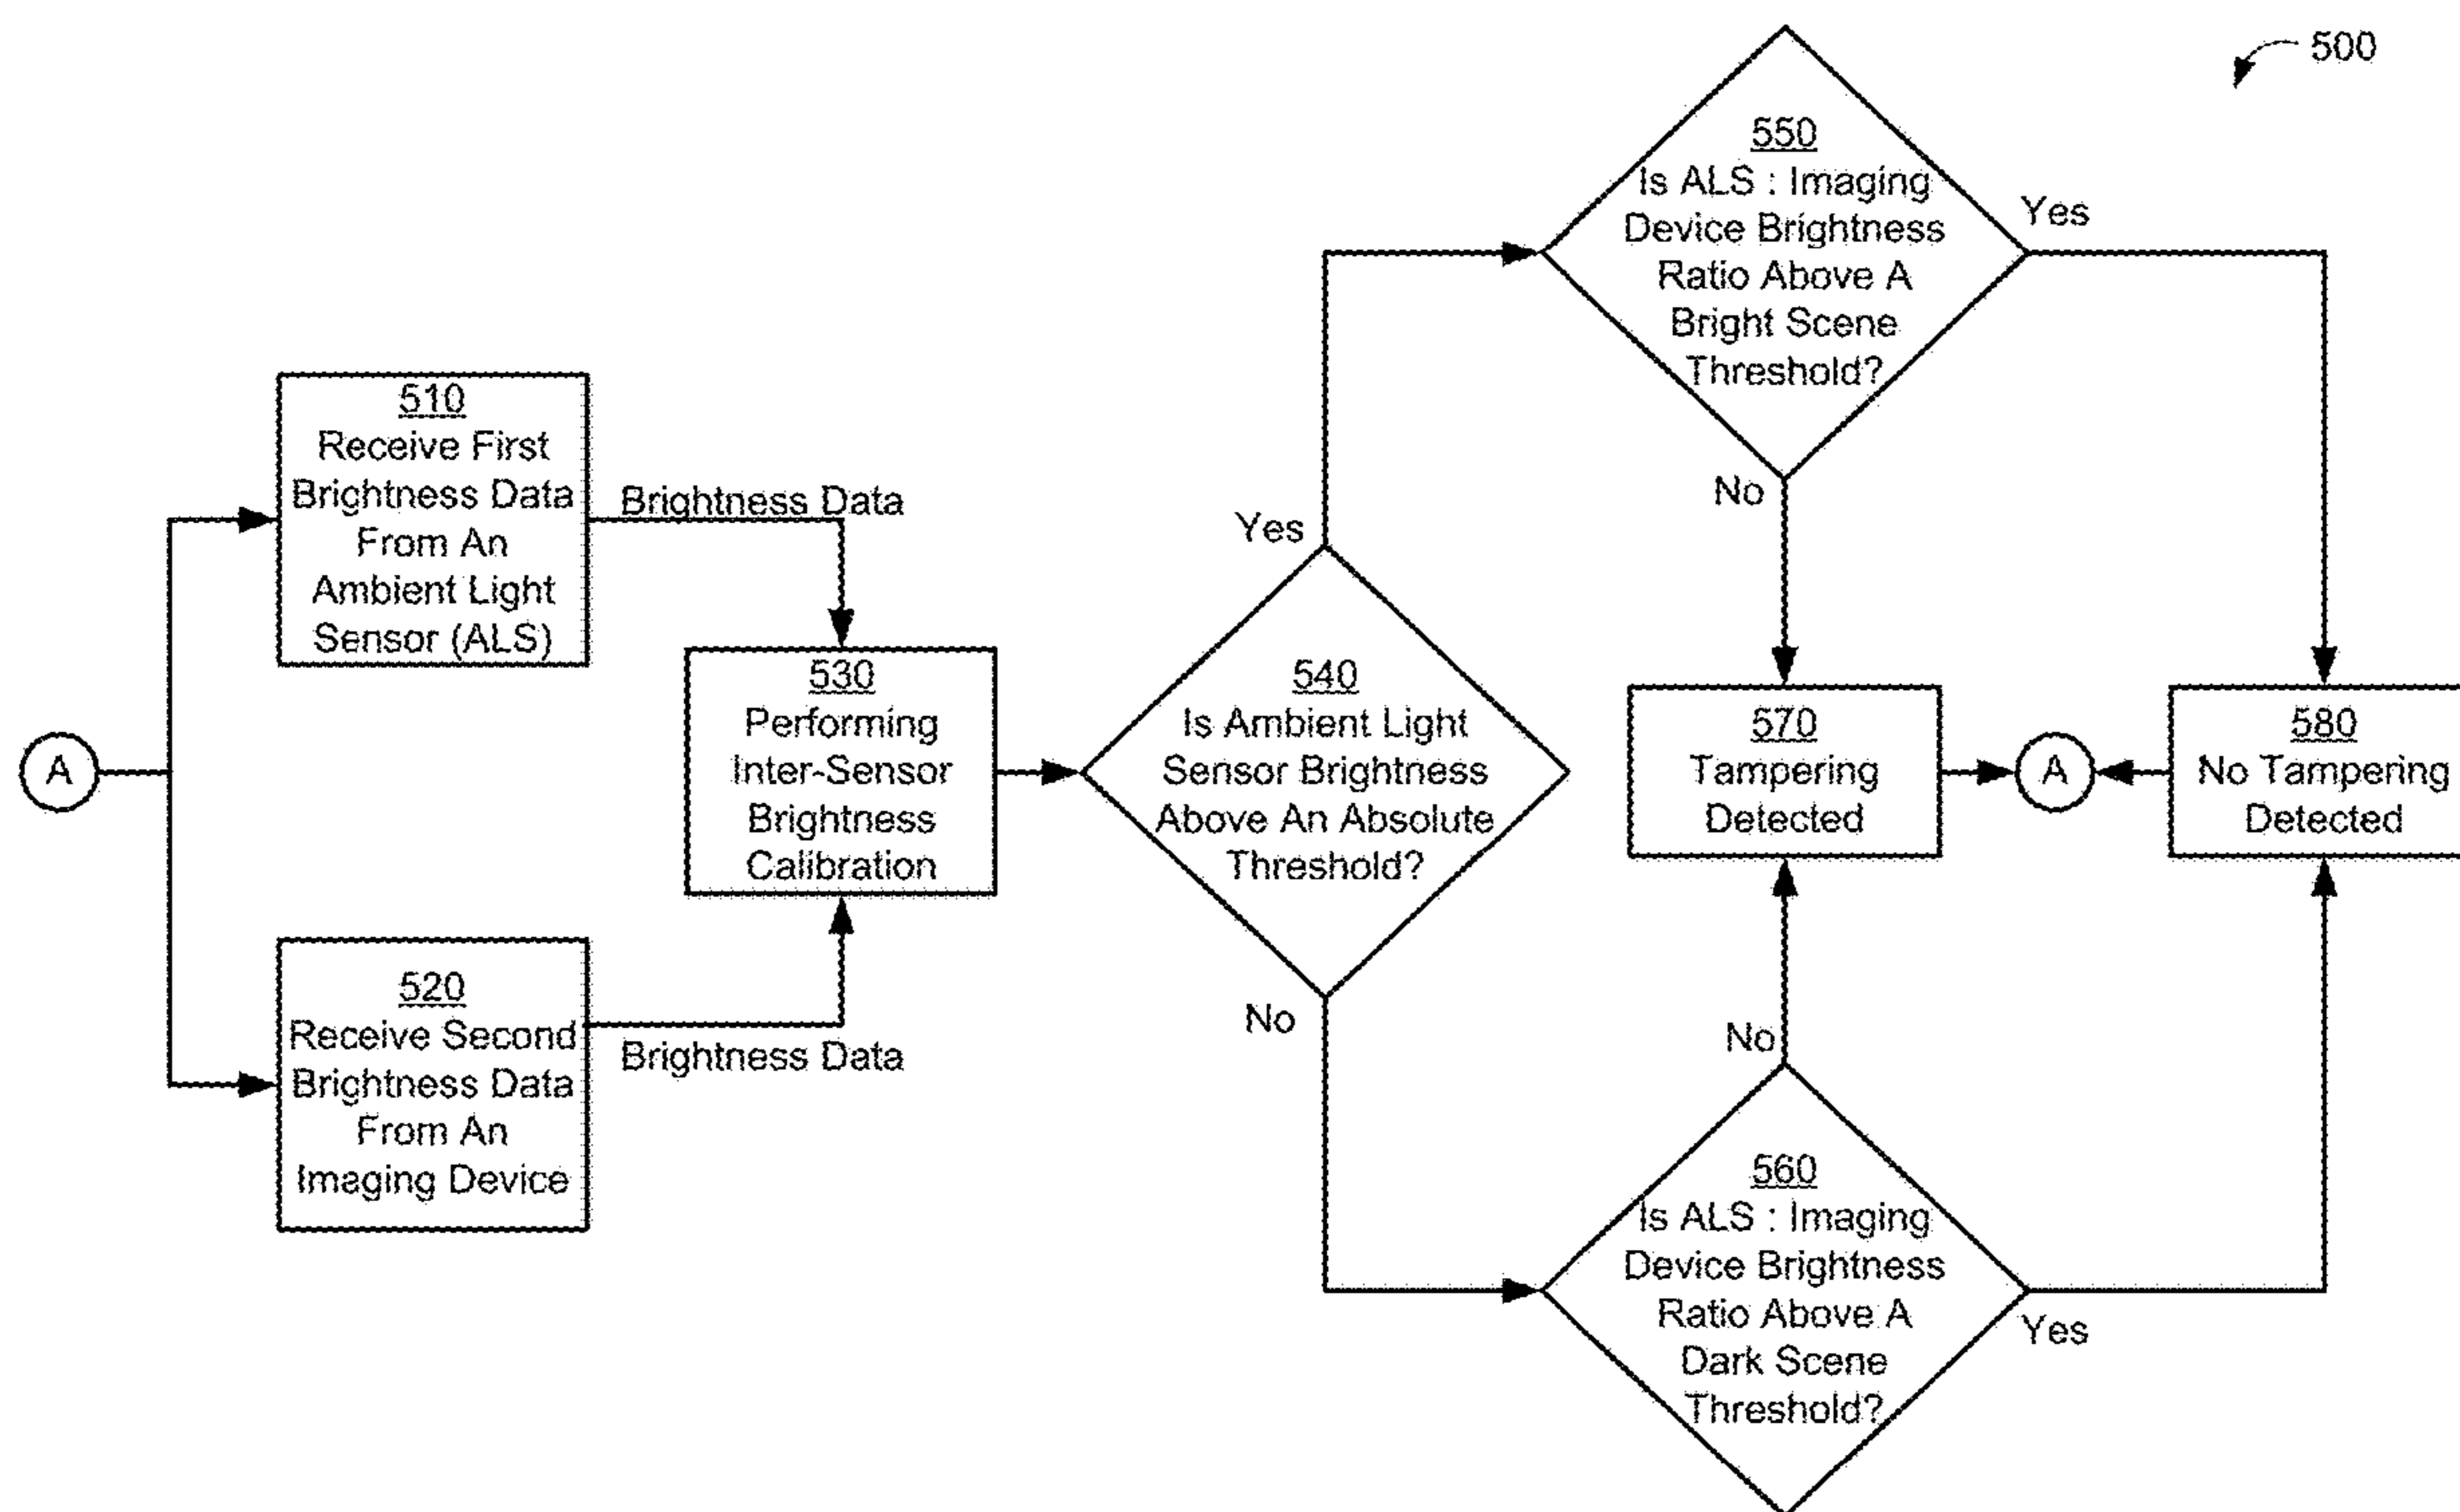 500
A
510
Receive First
Brightness Data
From An
Ambient Light
Sensor (ALS)
Brightness Data
520
Receive Second
Brightness Data
From An
Imaging Device
Brightness Data
530
Performing
Inter-Sensor
Brightness
Calibration
540
Is Ambient Light
Sensor Brightness
Above An Absolute
Threshold?
Yes
No
550
Is ALS : Imaging
Device Brightness
Ratio Above A
Bright Scene
Threshold?
Yes
No
560
Is ALS : Imaging
Device Brightness
Ratio Above A
Dark Scene
Threshold?
No
Yes
570
Tampering
Detected
A
580
No Tampering
Detected